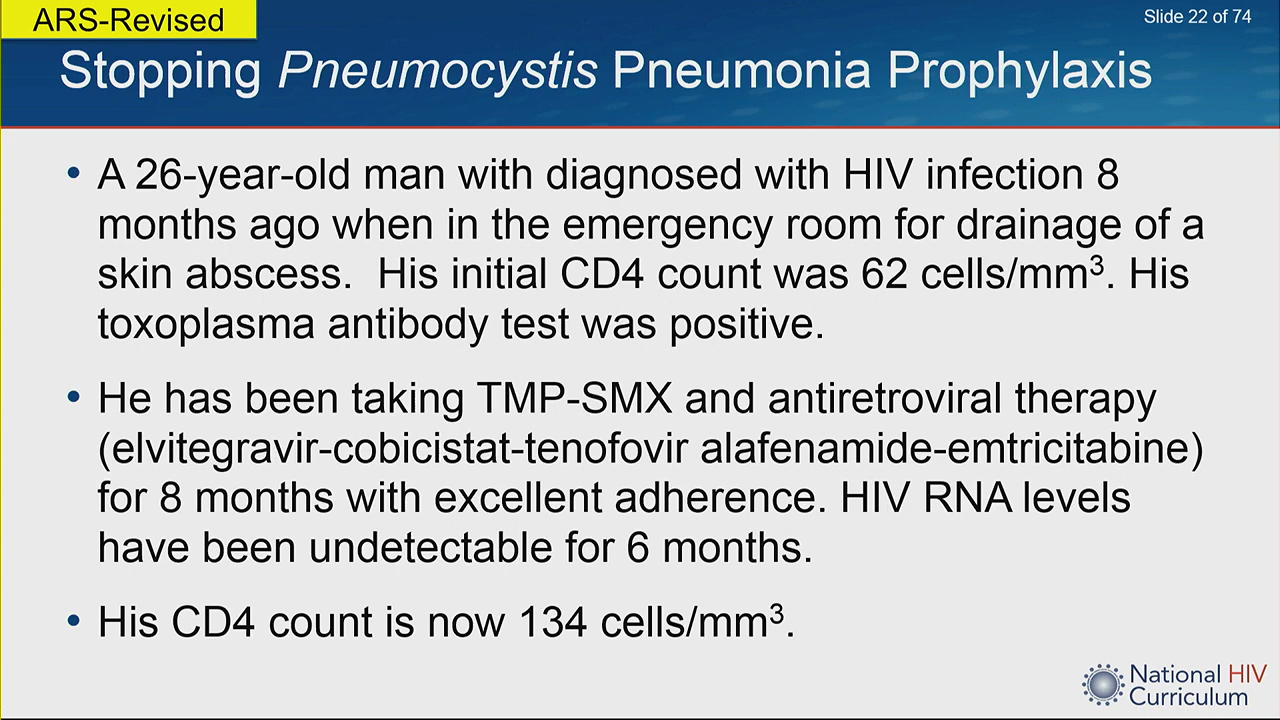 ARS-Revised
Slide 22 of 74
Stopping Pneumocystis Pneumonia Prophylaxis
• A 26-year-old man with diagnosed with HIV infection 8
months ago when in the emergency room for drainage of a
skin abscess.  His initial CD4 count was 62 cells/mm³. His
toxoplasma antibody test was positive.
• He has been taking TMP-SMX and antiretroviral therapy
(elvitegravir-cobicistat-tenofovir alafenamide-emtricitabine)
for 8 months with excellent adherence. HIV RNA levels
have been undetectable for 6 months.
• His CD4 count is now 134 cells/mm³.
National HIV
Curriculum